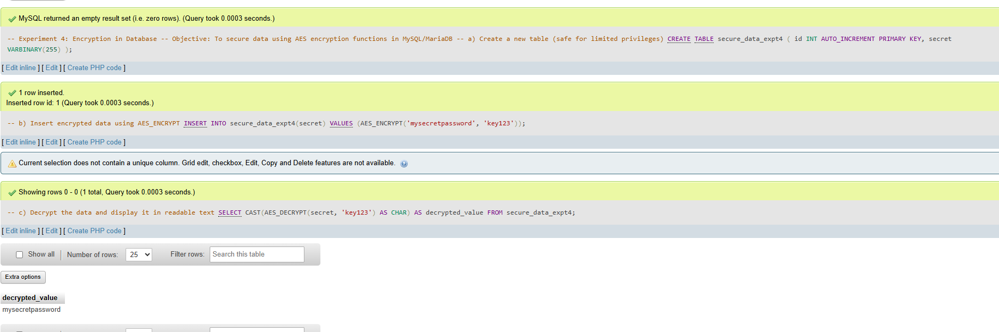 MySQL returned an empty result set (i.e. zero rows). (Query took 0.0003 seconds.)
-- Experiment 4: Encryption in Database -- Objective: To secure data using AES encryption functions in MySQL/MariaDB -- a) Create a new table (safe for limited privileges) CREATE TABLE secure_data_expt4 ( id INT AUTO_INCREMENT PRIMARY KEY, secret
VARBINARY(255) );
[ Edit inline ] [ Edit ] [ Create PHP code ]
1 row inserted.
Inserted row id: 1 (Query took 0.0003 seconds.)
-- b) Insert encrypted data using AES_ENCRYPT INSERT INTO secure_data_expt4(secret) VALUES (AES_ENCRYPT('mysecretpassword', 'key123'));
[ Edit inline ] [ Edit ] [ Create PHP code ]
Current selection does not contain a unique column. Grid edit, checkbox, Edit, Copy and Delete features are not available.
Showing rows 0 - 0 (1 total, Query took 0.0003 seconds.)
-- c) Decrypt the data and display it in readable text SELECT CAST(AES_DECRYPT(secret, 'key123') AS CHAR) AS decrypted_value FROM secure_data_expt4;
[ Edit inline ] [ Edit ] [ Create PHP code ]
Show all Number of rows: 25 Filter rows: Search this table
Extra options
decrypted_value
mysecretpassword